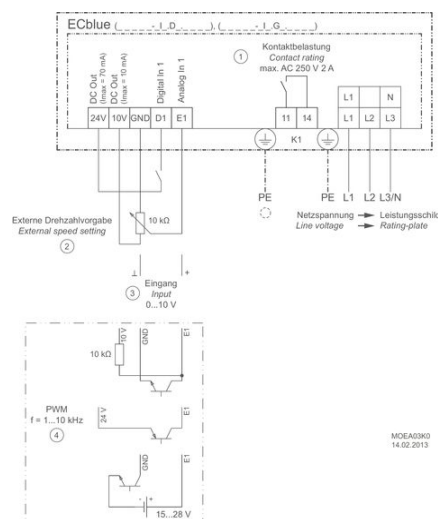 ECblue (_ _ _ _ _ _ - I _. D _. _ _ _), (_ _ _ _ _ _ - I _. G _. _ _ _)
1
Kontaktbelastung
Contact rating
max. AC 250 V 2 A
DC Out
(Imax = 70 mA)
DC Out
(Imax = 10 mA)
Digital In 1
Analog In 1
L1 N
24V 10V GND D1 E1 11 14 L1 L2 L3
K1
PE PE L1 L2 L3/N
Externe Drehzahlvorgabe
External speed setting
2
10 kΩ
Netzspannung Leistungsschild
Line voltage Rating-plate
⊥ +
3
Eingang
Input
0...10 V
10 kΩ
10 V
GND
E1
PWM
f = 1...10 kHz
4
24 V
E1
GND
E1
- +
15...28 V
MOEA03K0
14.02.2013